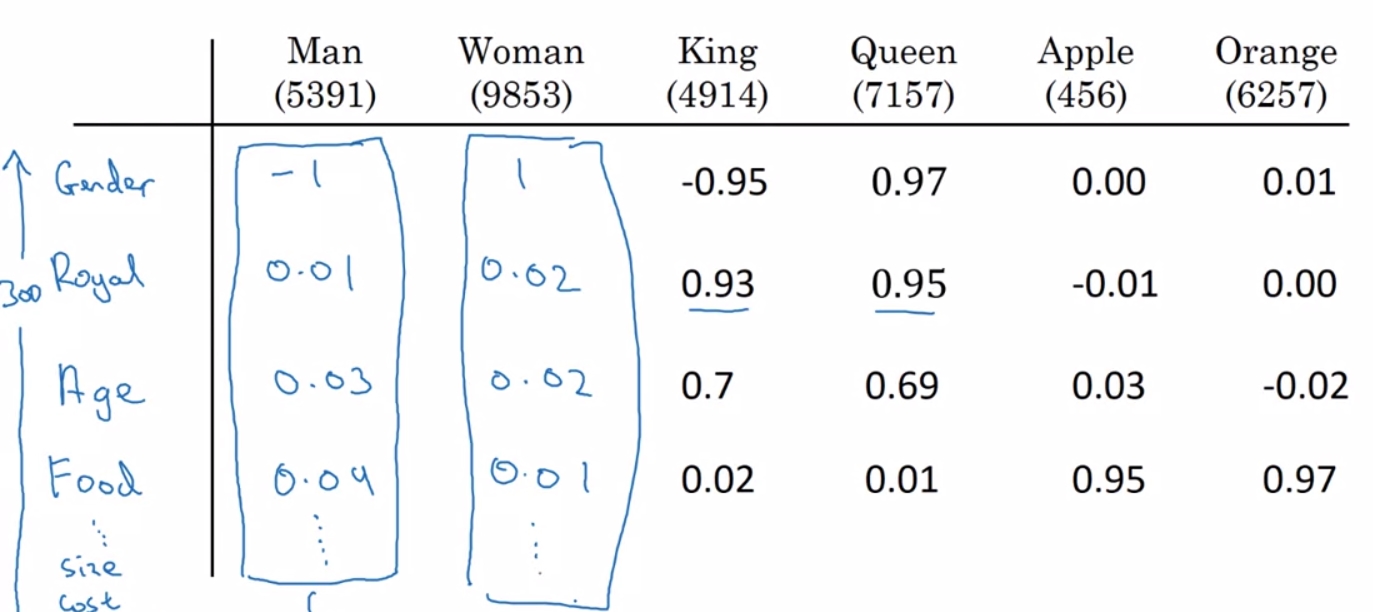 Man Woman King Queen Apple Orange
(5391) (9853) (4914) (7157) (456) (6257)
Gender -1 1 -0.95 0.97 0.00 0.01
300 Royal 0.01 0.02 0.93 0.95 -0.01 0.00
Age 0.03 0.02 0.7 0.69 0.03 -0.02
Food 0.04 0.01 0.02 0.01 0.95 0.97
size
cost